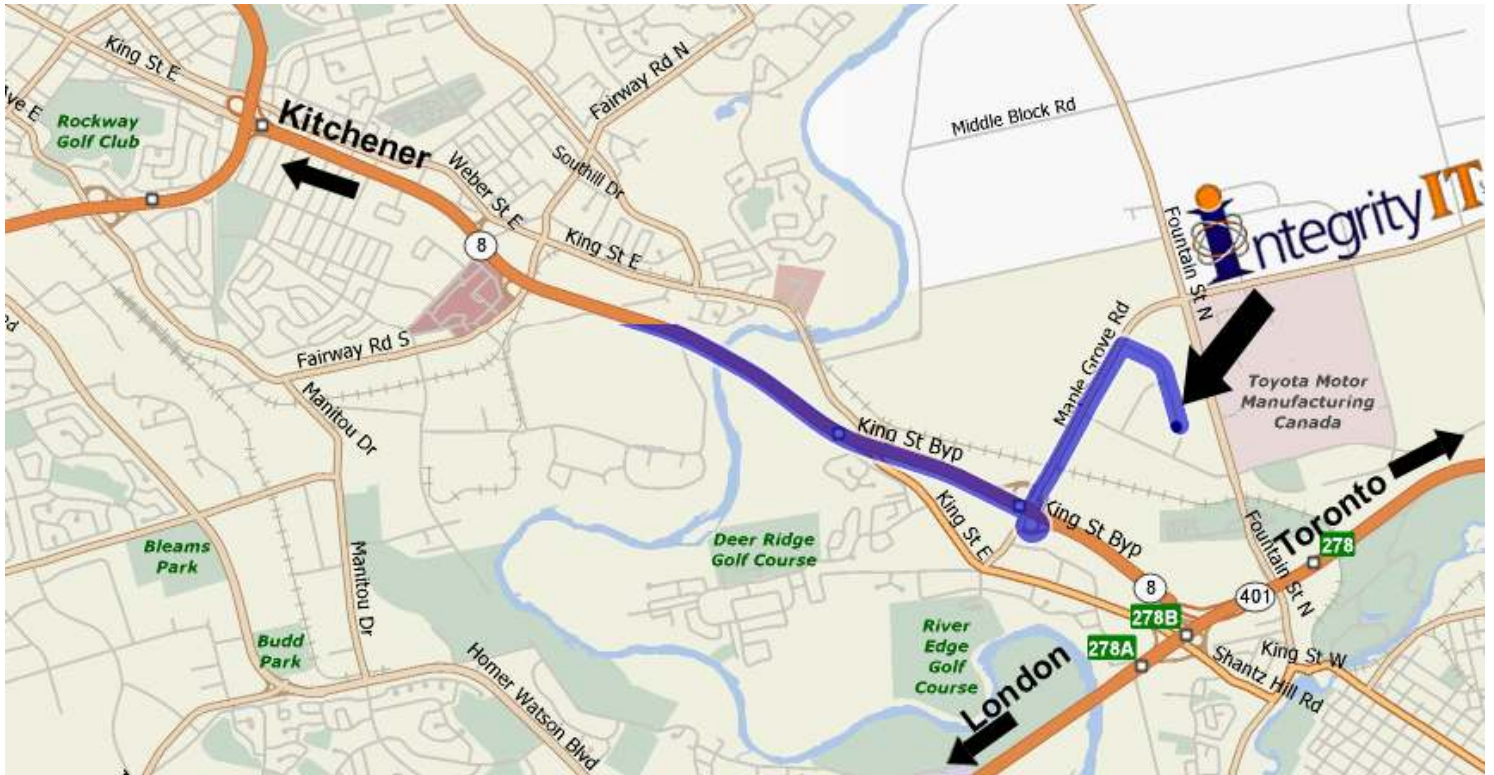 King St E
Ave E
Rockway
Golf Club
Kitchener
Weber St E
Fairway Rd N
Southill Dr
King St E
8
Fairway Rd S
Manitou Dr
Middle Block Rd
Fountain St N
IntegrityIT
Maple Grove Rd
Toyota Motor
Manufacturing
Canada
King St Byp
King St Byp
King St E
Deer Ridge
Golf Course
Bleams
Park
Manitou Dr
Budd
Park
Homer Watson Blvd
River
Edge
Golf
Course
London
Toronto
278
Fountain St N
401
8
278B
278A
King St W
Shantz Hill Rd